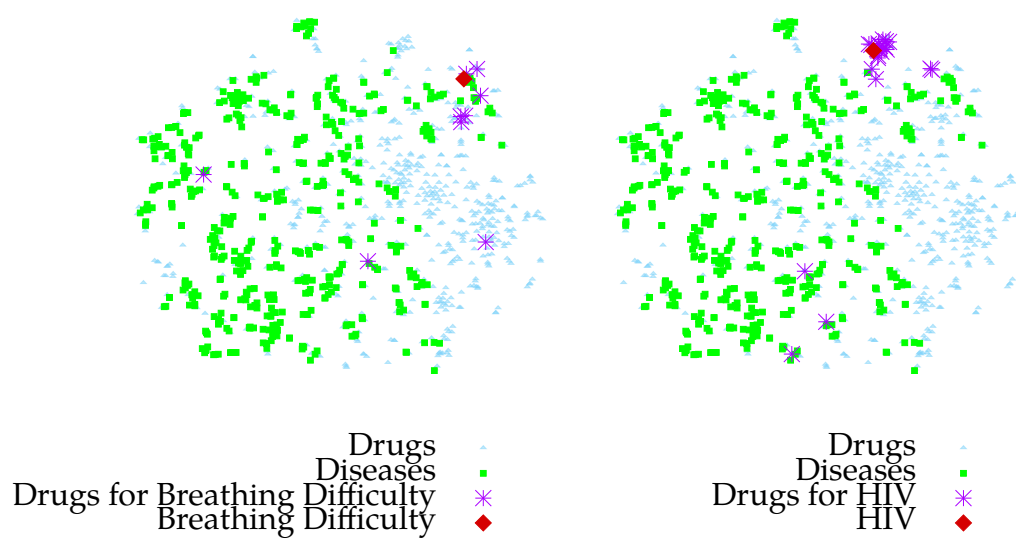 Drugs
Diseases
Drugs for Breathing Difficulty
Breathing Difficulty
Drugs
Diseases
Drugs for HIV
HIV